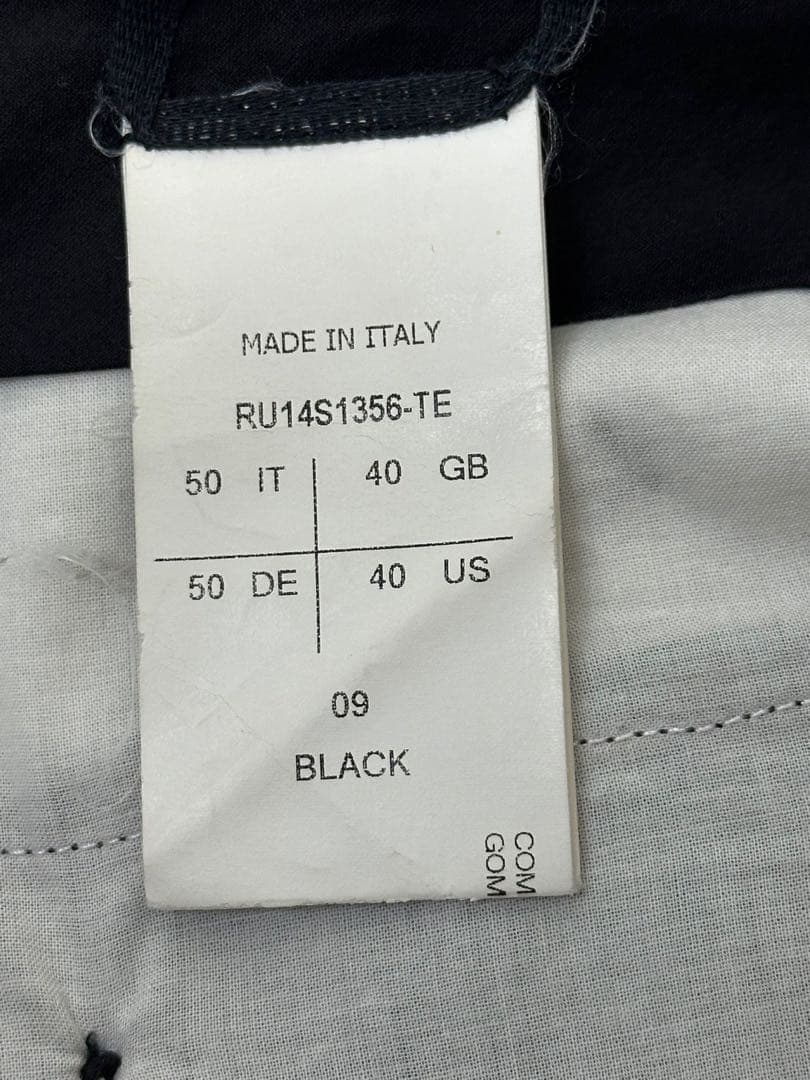 MADE IN ITALY
RU14S1356-TE
50 IT 40 GB
50 DE 40 US
09
BLACK
COM
GOM